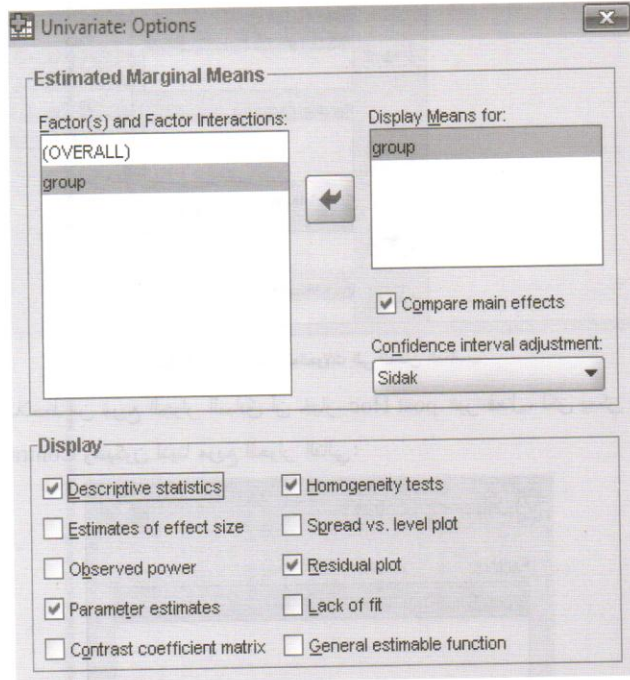 Univariate: Options
Estimated Marginal Means
Factor(s) and Factor Interactions:
(OVERALL)
group
Display Means for:
group
Compare main effects
Confidence interval adjustment:
Sidak
Display
Descriptive statistics
Homogeneity tests
Estimates of effect size
Spread vs. level plot
Observed power
Residual plot
Parameter estimates
Lack of fit
Contrast coefficient matrix
General estimable function